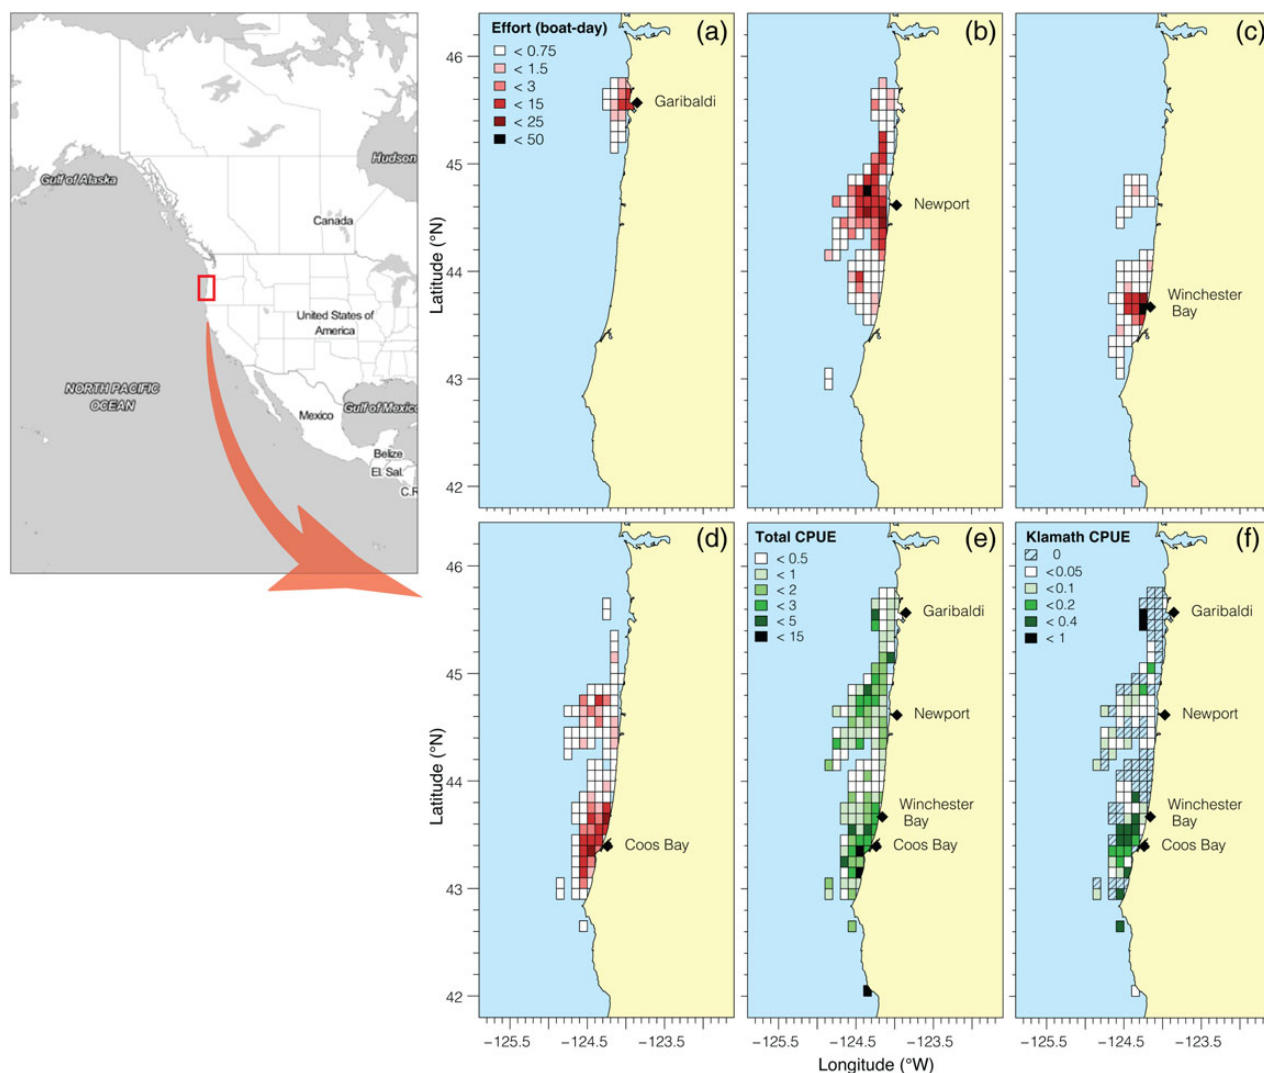 Hudson
Gulf of Alaska
Canada
United States of
America
NORTH PACIFIC
OCEAN
Mexico
Gulf of Mexico
Belize
El. Sal.
C.R
Effort (boat-day)
(a)
< 0.75
< 1.5
< 3
< 15
< 25
< 50
Garibaldi
(b)
Newport
(c)
Winchester
Bay
46
45
44
43
42
Latitude (°N)
(d)
Coos Bay
Total CPUE
(e)
< 0.5
< 1
< 2
< 3
< 5
< 15
Garibaldi
Newport
Winchester
Bay
Coos Bay
Klamath CPUE
(f)
0
<0.05
<0.1
<0.2
<0.4
< 1
Garibaldi
Newport
Winchester
Bay
Coos Bay
46
45
44
43
42
Latitude (°N)
−125.5 −124.5 −123.5
−125.5 −124.5 −123.5
−125.5 −124.5 −123.5
Longitude (°W)